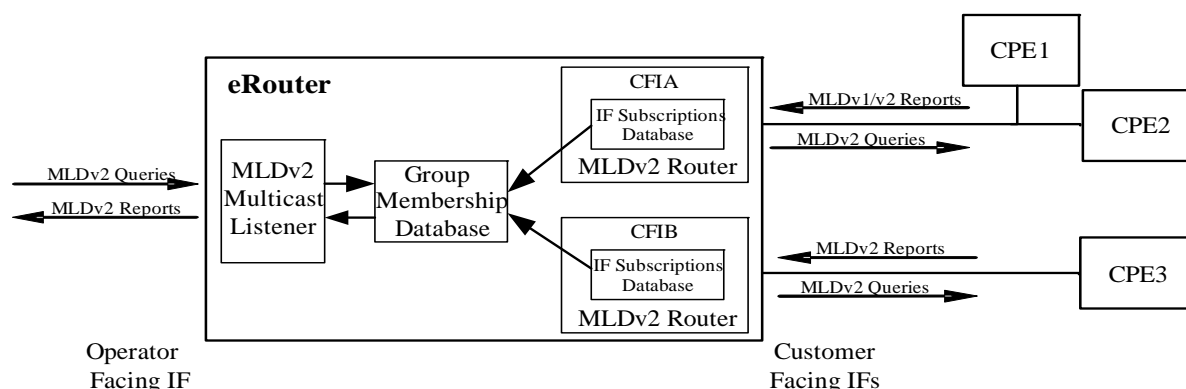 CPE1
eRouter
CFIA
MLDv1/v2 Reports
IF Subscriptions
Database
CPE2
MLDv2 Queries
MLDv2 Router
MLDv2 Queries
MLDv2 Reports
MLDv2
Multicast
Listener
Group
Membership
Database
CFIB
MLDv2 Reports
IF Subscriptions
Database
CPE3
MLDv2 Queries
MLDv2 Router
Operator
Facing IF
Customer
Facing IFs